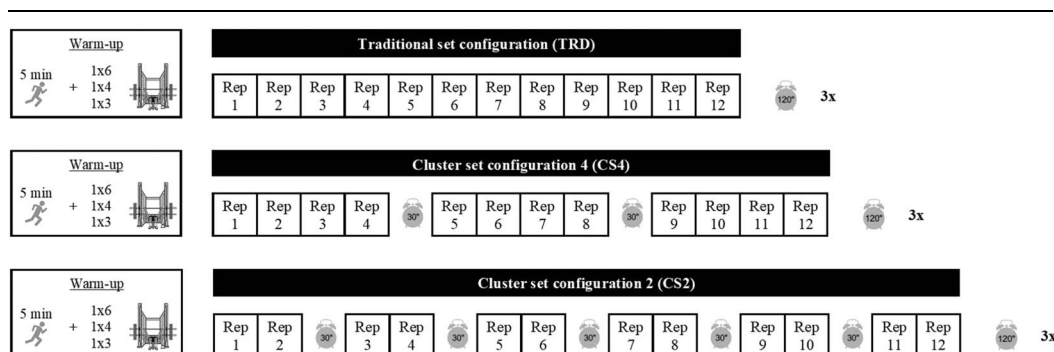 Warm-up
5 min
+
1x6
1x4
1x3
Traditional set configuration (TRD)
Rep 1 Rep 2 Rep 3 Rep 4 Rep 5 Rep 6 Rep 7 Rep 8 Rep 9 Rep 10 Rep 11 Rep 12 120" 3x
Warm-up
5 min
+
1x6
1x4
1x3
Cluster set configuration 4 (CS4)
Rep 1 Rep 2 Rep 3 Rep 4 30" Rep 5 Rep 6 Rep 7 Rep 8 30" Rep 9 Rep 10 Rep 11 Rep 12 120" 3x
Warm-up
5 min
+
1x6
1x4
1x3
Cluster set configuration 2 (CS2)
Rep 1 Rep 2 30" Rep 3 Rep 4 30" Rep 5 Rep 6 30" Rep 7 Rep 8 30" Rep 9 Rep 10 30" Rep 11 Rep 12 120" 3x